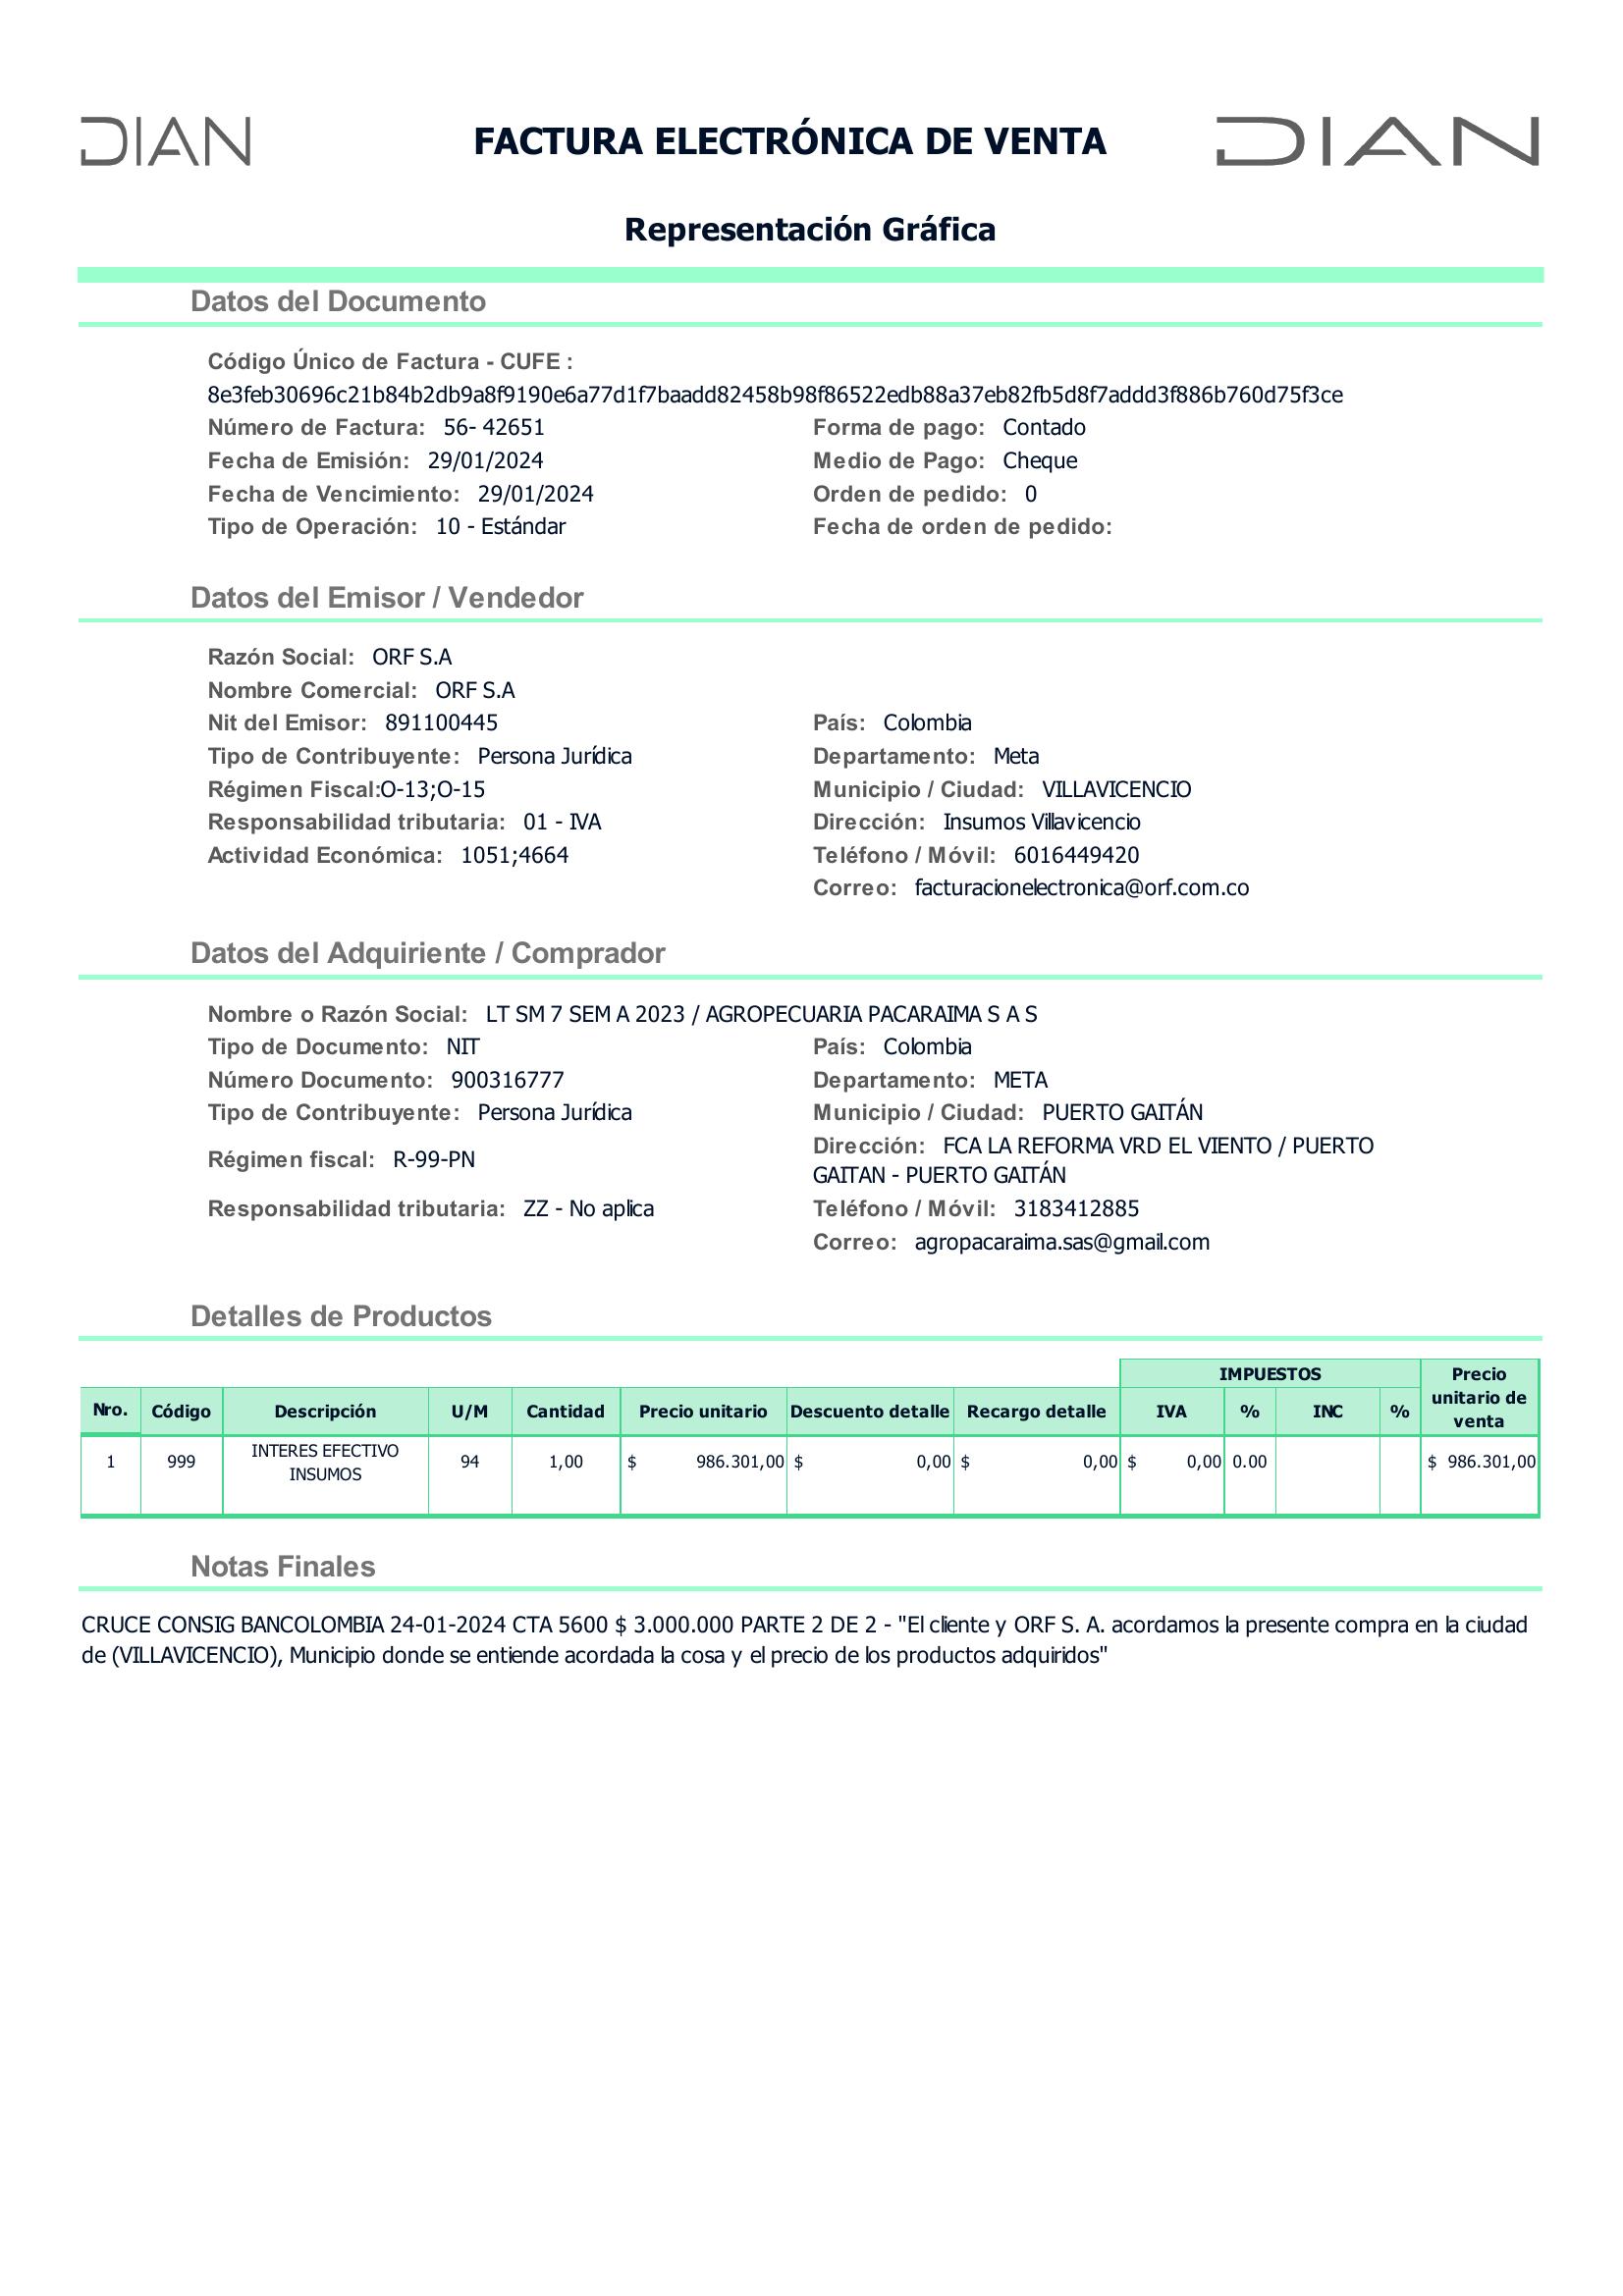 DIAN
FACTURA ELECTRÓNICA DE VENTA
DIAN
Representación Gráfica
Datos del Documento
Código Único de Factura - CUFE :
8e3feb30696c21b84b2db9a8f9190e6a77d1f7baadd82458b98f86522edb88a37eb82fb5d8f7addd3f886b760d75f3ce
Número de Factura: 56- 42651
Forma de pago: Contado
Fecha de Emisión: 29/01/2024
Medio de Pago: Cheque
Fecha de Vencimiento: 29/01/2024
Orden de pedido: 0
Tipo de Operación: 10 - Estándar
Fecha de orden de pedido:
Datos del Emisor / Vendedor
Razón Social: ORF S.A
Nombre Comercial: ORF S.A
Nit del Emisor: 891100445
País: Colombia
Tipo de Contribuyente: Persona Jurídica
Departamento: Meta
Régimen Fiscal:O-13;O-15
Municipio / Ciudad: VILLAVICENCIO
Responsabilidad tributaria: 01 - IVA
Dirección: Insumos Villavicencio
Actividad Económica: 1051;4664
Teléfono / Móvil: 6016449420
Correo: facturacionelectronica@orf.com.co
Datos del Adquiriente / Comprador
Nombre o Razón Social: LT SM 7 SEM A 2023 / AGROPECUARIA PACARAIMA S A S
Tipo de Documento: NIT
País: Colombia
Número Documento: 900316777
Departamento: META
Tipo de Contribuyente: Persona Jurídica
Municipio / Ciudad: PUERTO GAITÁN
Régimen fiscal: R-99-PN
Dirección: FCA LA REFORMA VRD EL VIENTO / PUERTO
GAITAN - PUERTO GAITÁN
Responsabilidad tributaria: ZZ - No aplica
Teléfono / Móvil: 3183412885
Correo: agropacaraima.sas@gmail.com
Detalles de Productos
IMPUESTOS
Precio
unitario de
venta
Nro. Código Descripción U/M Cantidad Precio unitario Descuento detalle Recargo detalle IVA % INC %
1 999 INTERES EFECTIVO
INSUMOS
94 1,00 $ 986.301,00 $ 0,00 $ 0,00 $ 0,00 0.00 $ 986.301,00
Notas Finales
CRUCE CONSIG BANCOLOMBIA 24-01-2024 CTA 5600 $ 3.000.000 PARTE 2 DE 2 - "El cliente y ORF S. A. acordamos la presente compra en la ciudad
de (VILLAVICENCIO), Municipio donde se entiende acordada la cosa y el precio de los productos adquiridos"